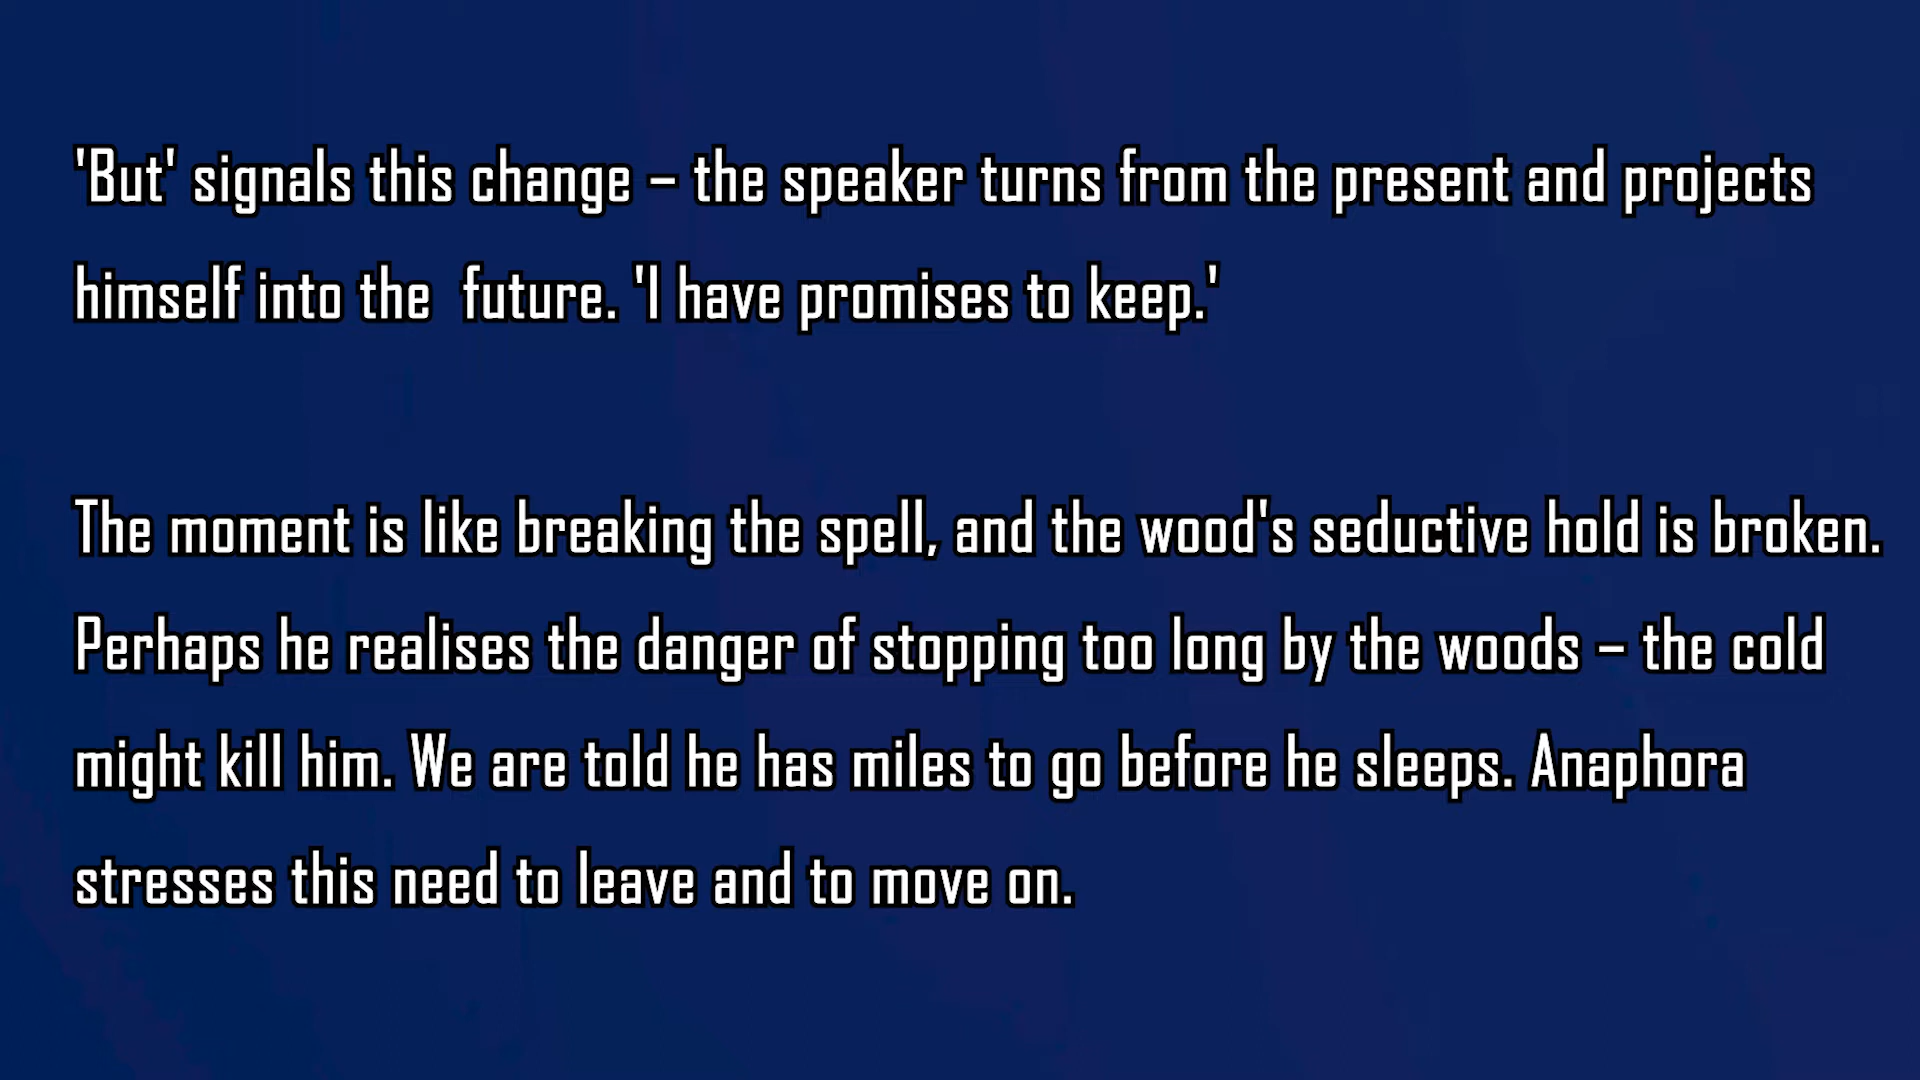 'But' signals this change – the speaker turns from the present and projects
himself into the  future. 'I have promises to keep.'
The moment is like breaking the spell, and the wood's seductive hold is broken.
Perhaps he realises the danger of stopping too long by the woods – the cold
might kill him. We are told he has miles to go before he sleeps. Anaphora
stresses this need to leave and to move on.